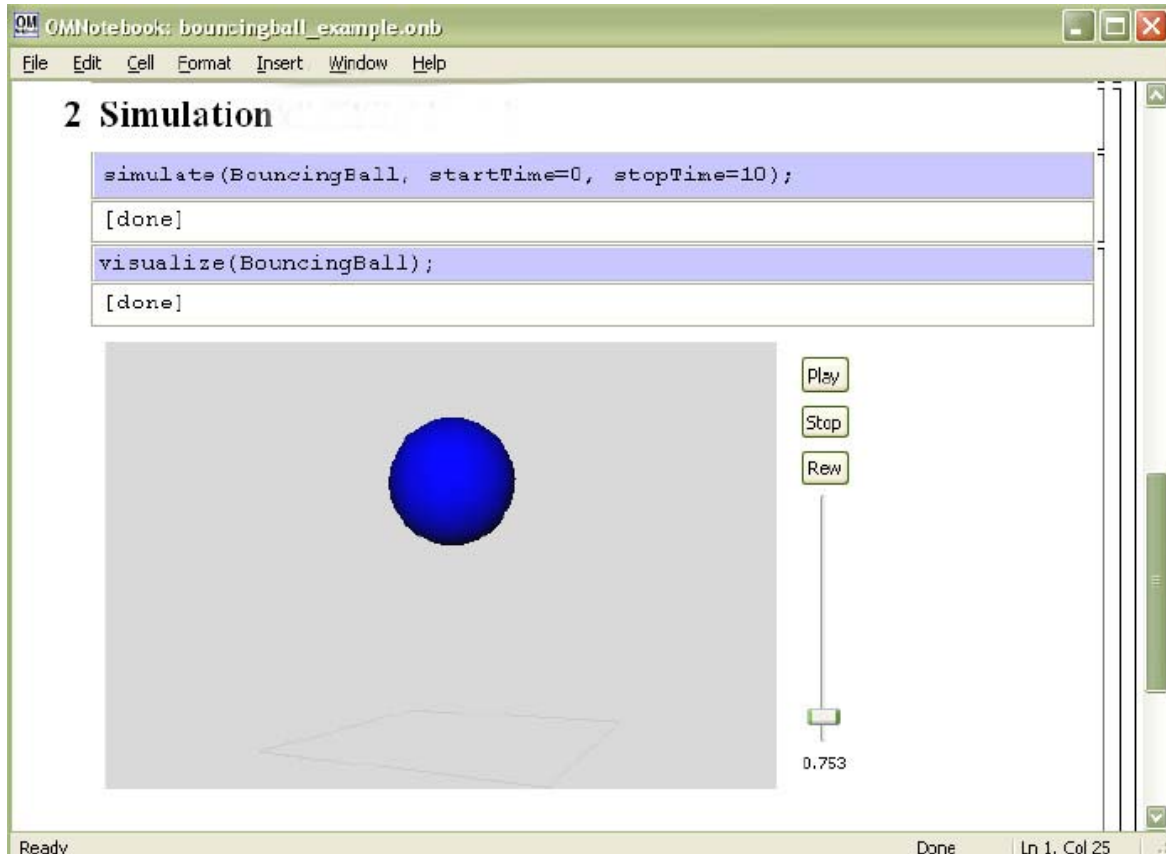 OMNotebook: bouncingball_example.onb
File Edit Cell Format Insert Window Help
2 Simulation
simulate(BouncingBall, startTime=0, stopTime=10);
[done]
visualize(BouncingBall);
[done]
Play
Stop
Rew
0.753
Ready Done Ln 1, Col 25